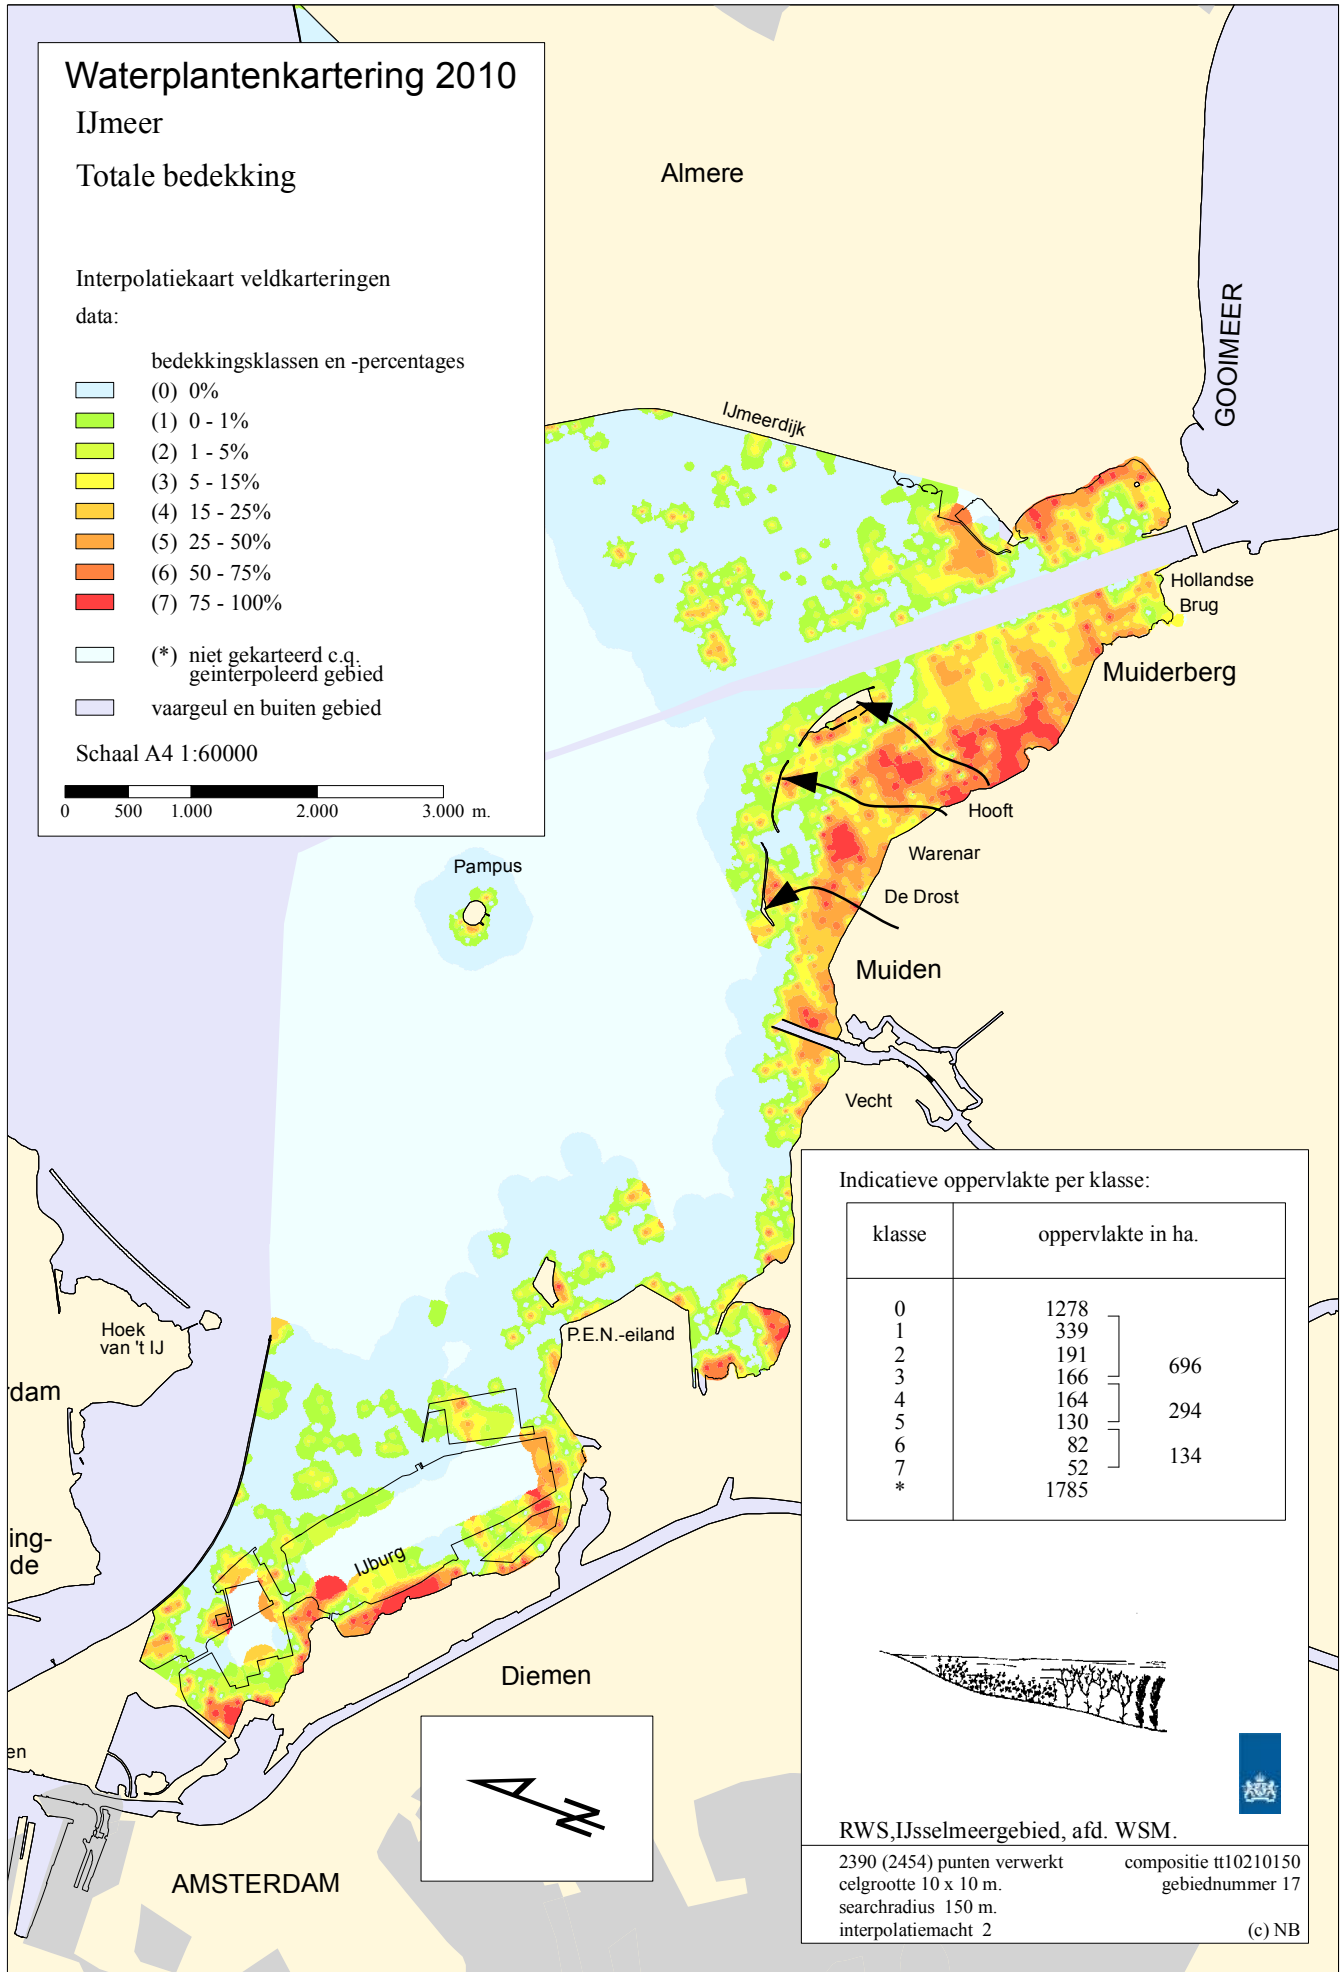 Waterplantenkartering 2010
IJmeer
Totale bedekking
Interpolatiekaart veldkarteringen
data:
bedekkingsklassen en -percentages
(0) 0%
(1) 0 - 1%
(2) 1 - 5%
(3) 5 - 15%
(4) 15 - 25%
(5) 25 - 50%
(6) 50 - 75%
(7) 75 - 100%
(*) niet gekarteerd c.q.
geinterpoleerd gebied
vaargeul en buiten gebied
Schaal A4 1:60000
0 500 1.000 2.000 3.000 m.
Almere
GOOIMEER
IJmeerdijk
Hollandse
Brug
Muiderberg
Hooft
Warenar
De Drost
Pampus
Muiden
Vecht
Hoek
van 't IJ
P.E.N.-eiland
rdam
ing-
de
IJburg
Diemen
en
AMSTERDAM
N
Indicatieve oppervlakte per klasse:
klasse oppervlakte in ha.
0 1278
1 339
2 191
3 166 696
4 164
5 130 294
6 82
7 52 134
* 1785
RWS,IJsselmeergebied, afd. WSM.
2390 (2454) punten verwerkt compositie tt10210150
celgrootte 10 x 10 m. gebiednummer 17
searchradius 150 m.
interpolatiemacht 2 (c) NB